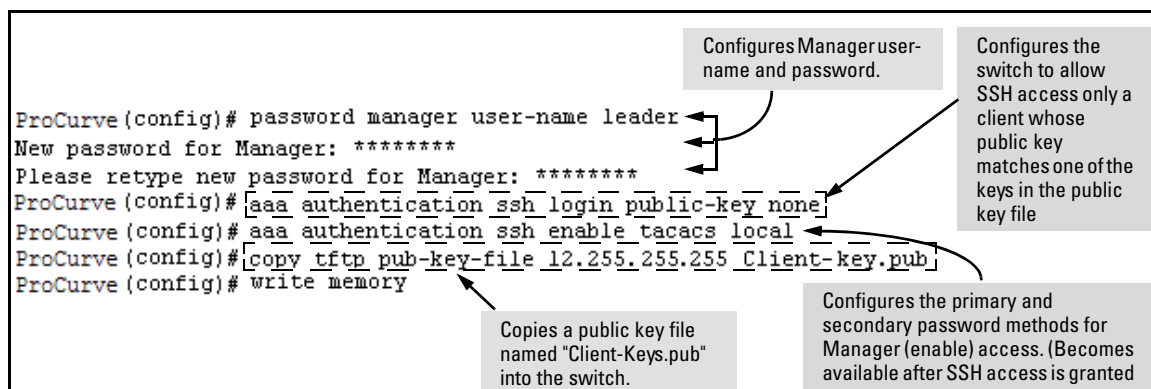 Configures Manager user-
name and password.
Configures the
switch to allow
SSH access only a
client whose
public key
matches one of the
keys in the public
key file
ProCurve (config)# password manager user-name leader
New password for Manager: ********
Please retype new password for Manager: ********
ProCurve (config)# aaa authentication ssh login public-key none
ProCurve (config)# aaa authentication ssh enable tacacs local
ProCurve (config)# copy tftp pub-key-file 12.255.255.255 Client-key.pub
ProCurve (config)# write memory
Copies a public key file
named "Client-Keys.pub"
into the switch.
Configures the primary and
secondary password methods for
Manager (enable) access. (Becomes
available after SSH access is granted